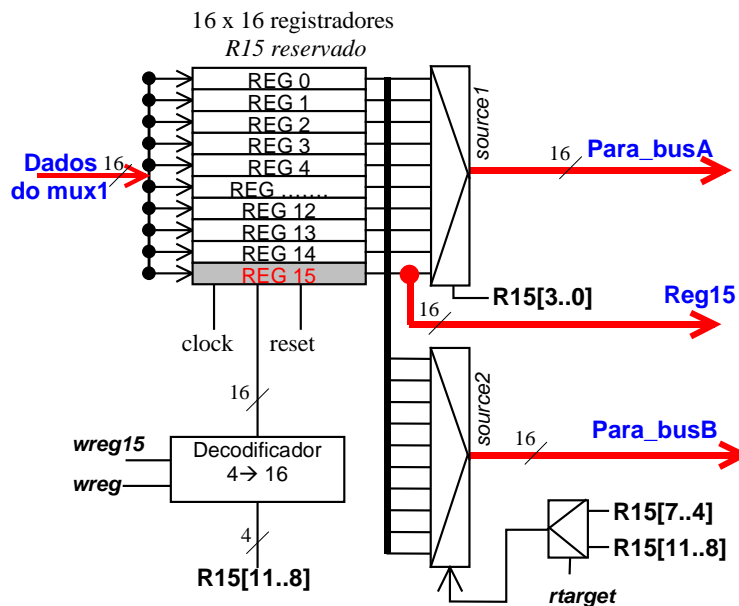 16 x 16 registradores
R15 reservado
REG 0
REG 1
REG 2
REG 3
REG 4
REG .......
REG 12
REG 13
REG 14
REG 15
Dados
do mux1
16
source1
16
Para_busA
R15[3..0]
Reg15
16
clock
reset
16
wreg15
wreg
Decodificador
4→ 16
4
R15[11..8]
source2
16
Para_busB
R15[7..4]
R15[11..8]
rtarget